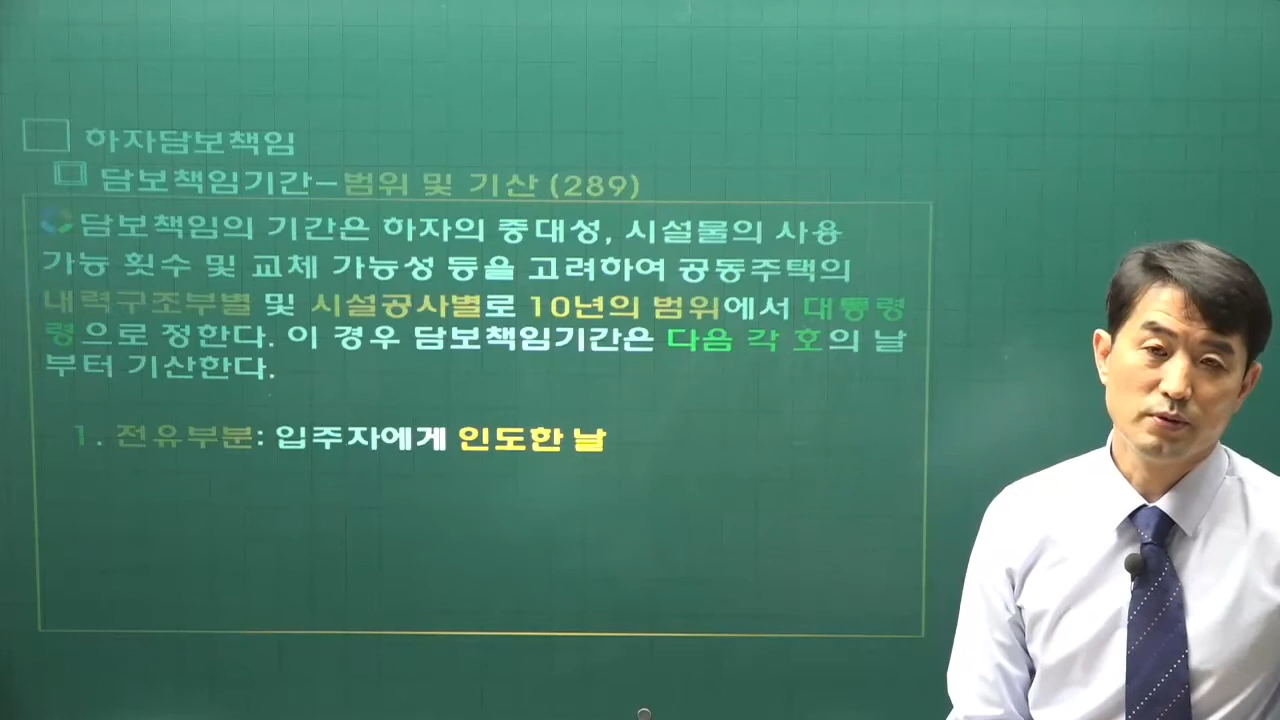 하자담보책임
담보책임기간-범위 및 기산 (289)
담보책임의 기간은 하자의 중대성, 시설물의 사용
가능 횟수 및 교체 가능성 등을 고려하여 공동주택의
내력구조부별 및 시설공사별로 10년의 범위에서 대통령
령으로 정한다. 이 경우 담보책임기간은 다음 각 호의 날
부터 기산한다.
1. 전유부분: 입주자에게 인도한 날